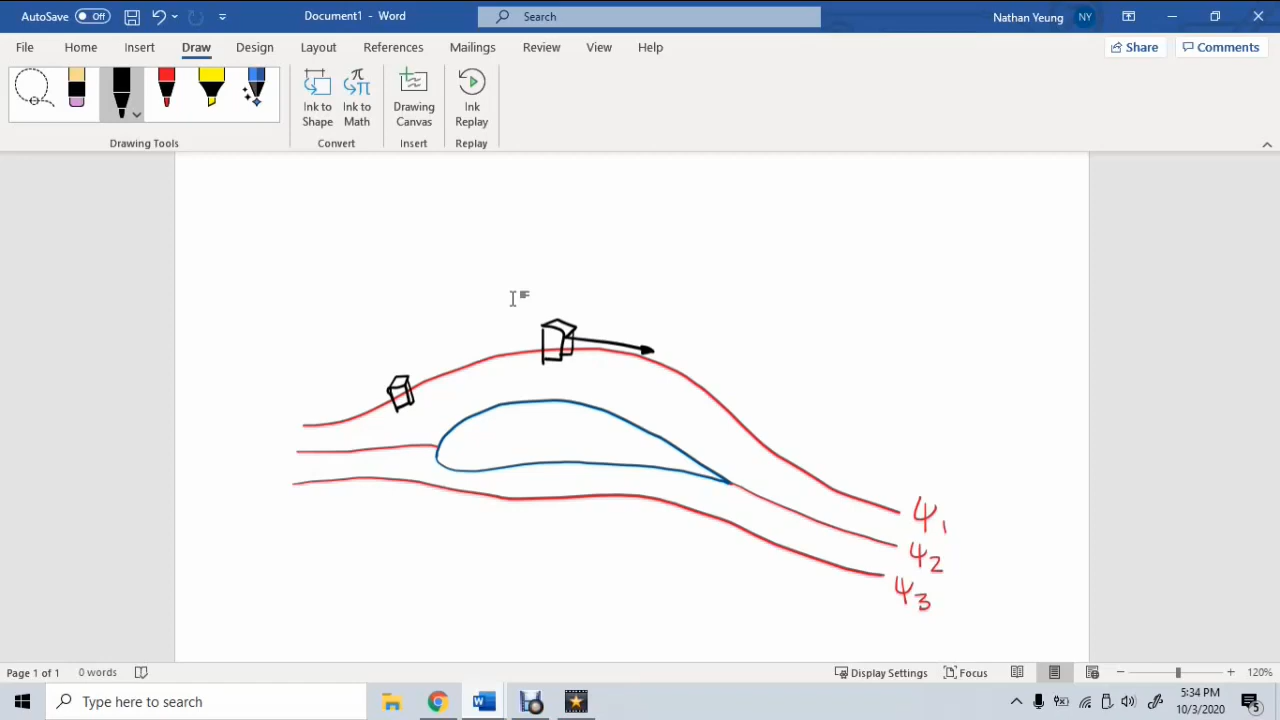 AutoSave Off Document1 - Word Search Nathan Yeung NY
File Home Insert Draw Design Layout References Mailings Review View Help Share Comments
Ink to Shape
Ink to Math
Drawing Canvas
Ink Replay
Drawing Tools Convert Insert Replay
ψ1
ψ2
ψ3
Page 1 of 1 0 words Display Settings Focus 120%
Type here to search
5:34 PM
10/3/2020 5